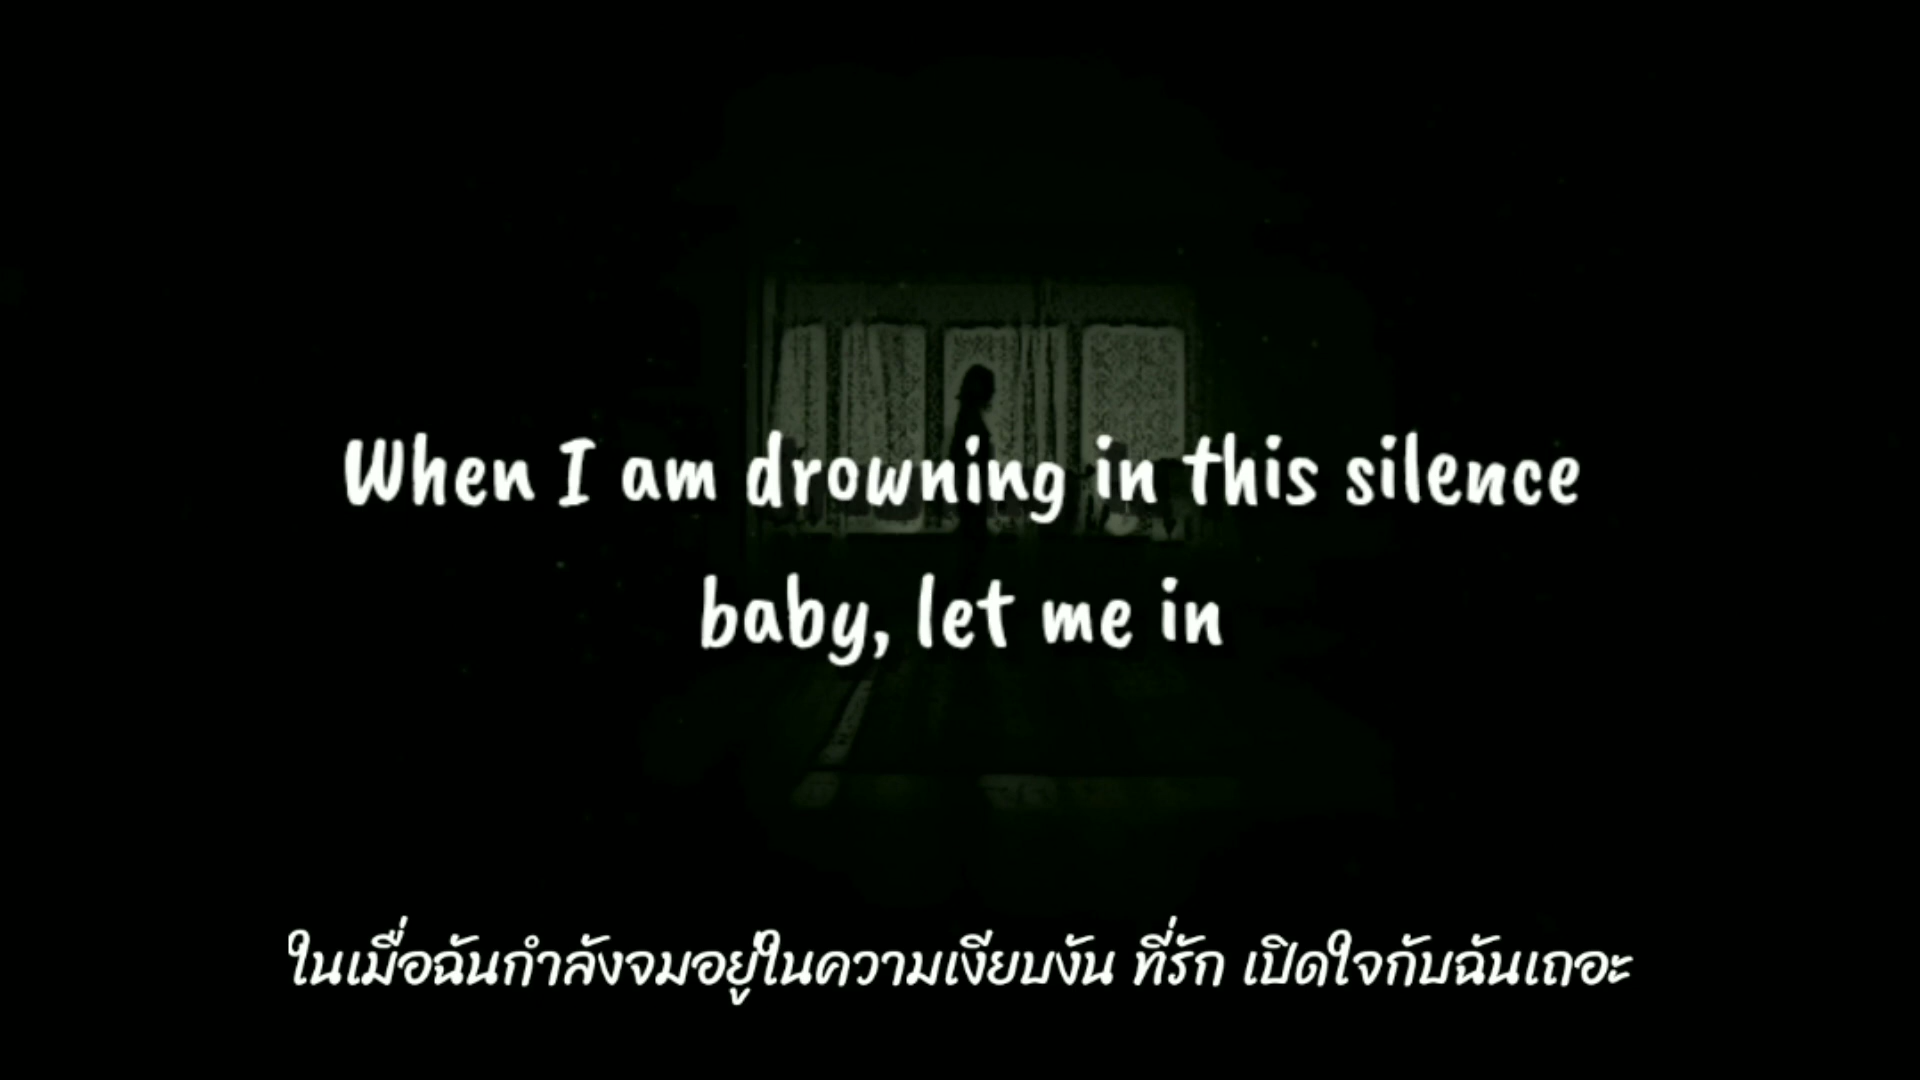 When I am drowning in this silence
baby, let me in
ในเมื่อฉันกำลังจมอยู่ในความเงียบงัน ที่รัก เปิดใจกับฉันเถอะ